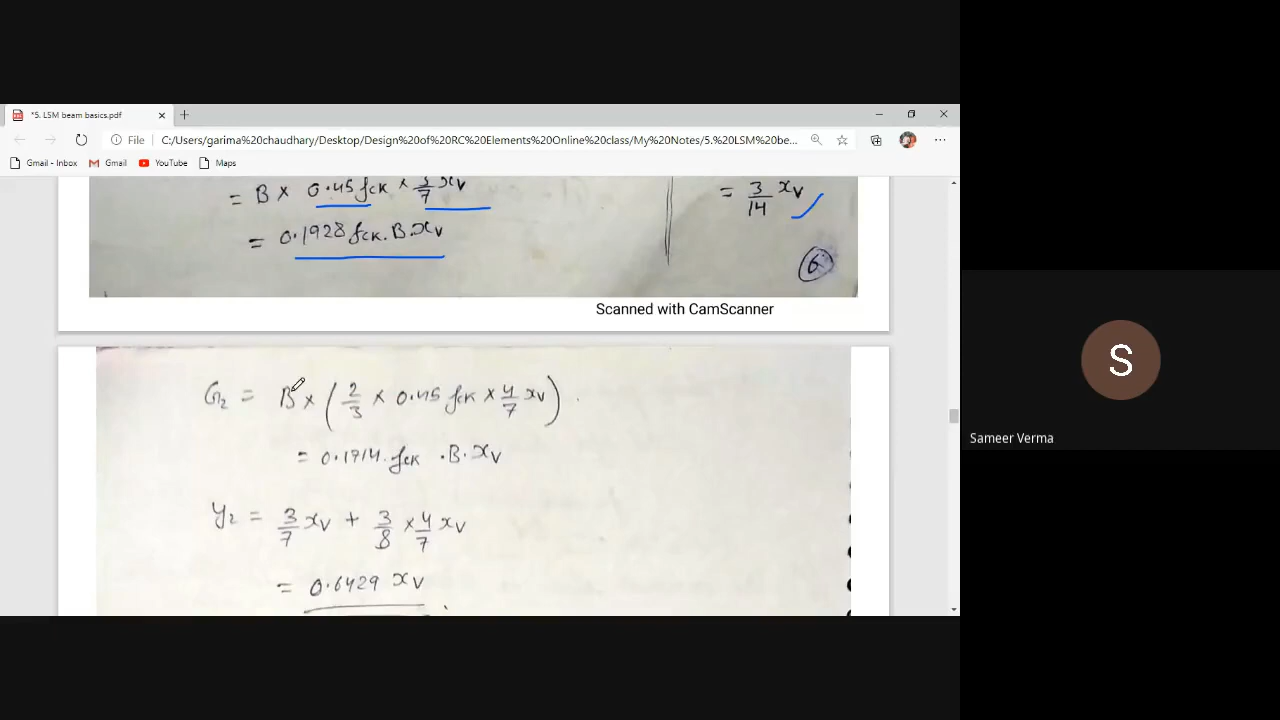 *5. LSM beam basics.pdf
File C:/Users/garima%20chaudhary/Desktop/Design%20of%20RC%20Elements%20Online%20class/My%20Notes/5.%20LSM%20be...
Gmail - Inbox Gmail YouTube Maps
= B × 0.45 fck × 3/7 xv
= 3/14 xv
= 0.1928 fck. B. xv
6
Scanned with CamScanner
C2 = B × ( 2/3 × 0.45 fck × 4/7 xv )
= 0.1714. fck . B. xv
y2 = 3/7 xv + 3/8 × 4/7 xv
= 0.6429 xv
S
Sameer Verma